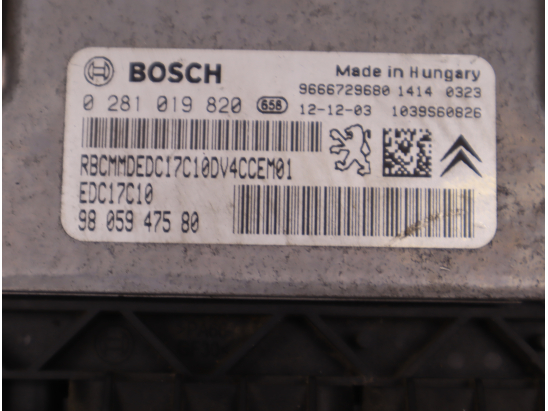 BOSCH
Made in Hungary
9666729680 1414 0323
0 281 019 820 658 12-12-03 1039S60826
RBCMMDEDC17C10DV4CCEM01
EDC17C10
98 059 475 80